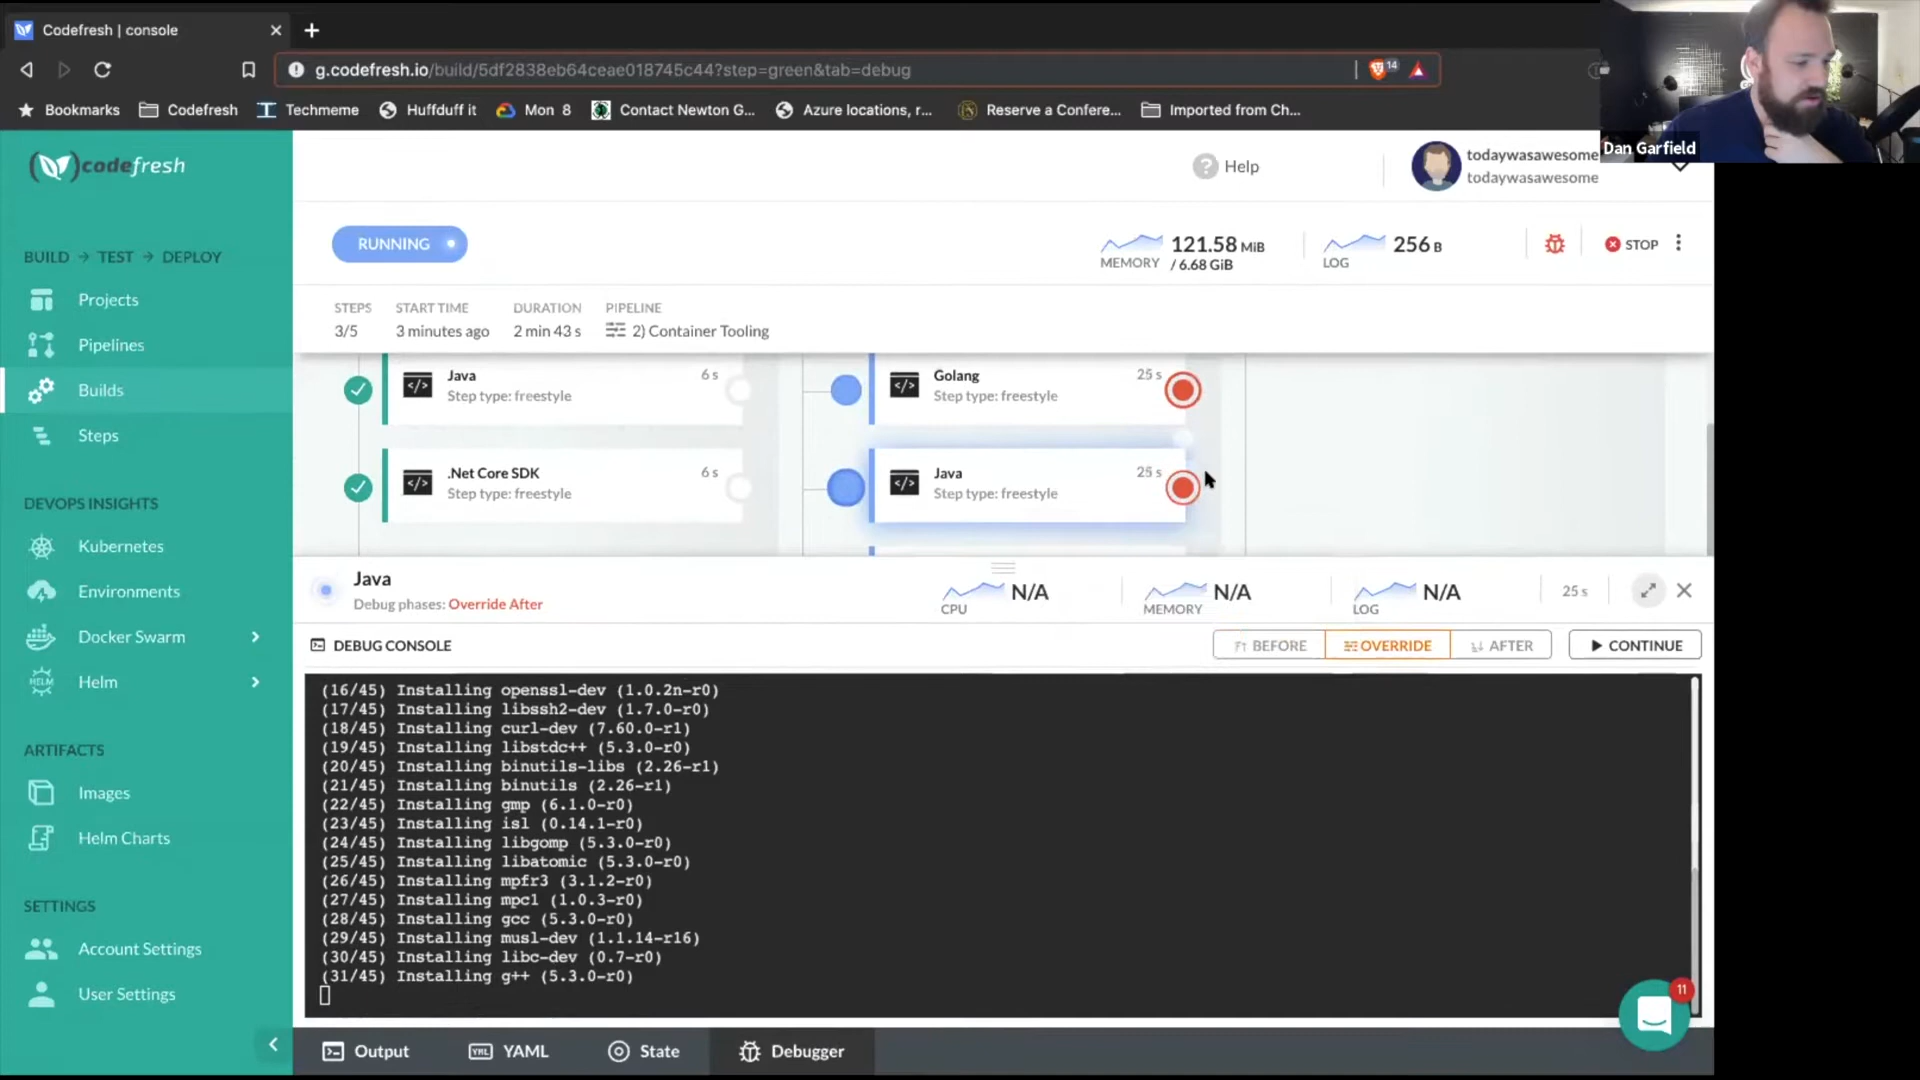 Codefresh | console
g.codefresh.io/build/5df2838eb64ceae018745c44?step=green&tab=debug
14
Bookmarks
Codefresh
Techmeme
Huffduff it
Mon 8
Contact Newton G...
Azure locations, r...
Reserve a Confere...
Imported from Ch...
Dan Garfield
codefresh
Help
todaywasawesome
todaywasawesome
BUILD → TEST → DEPLOY
Projects
Pipelines
Builds
Steps
DEVOPS INSIGHTS
Kubernetes
Environments
Docker Swarm
HELM
Helm
ARTIFACTS
Images
Helm Charts
SETTINGS
Account Settings
User Settings
RUNNING
MEMORY
121.58 MiB
/ 6.68 GiB
LOG
256 B
STOP
STEPS
3/5
START TIME
3 minutes ago
DURATION
2 min 43 s
PIPELINE
2) Container Tooling
Java
6 s
Step type: freestyle
Golang
25 s
Step type: freestyle
.Net Core SDK
6 s
Step type: freestyle
Java
25 s
Step type: freestyle
Java
Debug phases: Override After
CPU
N/A
MEMORY
N/A
LOG
N/A
25 s
DEBUG CONSOLE
BEFORE
OVERRIDE
AFTER
CONTINUE
(16/45) Installing openssl-dev (1.0.2n-r0)
(17/45) Installing libssh2-dev (1.7.0-r0)
(18/45) Installing curl-dev (7.60.0-r1)
(19/45) Installing libstdc++ (5.3.0-r0)
(20/45) Installing binutils-libs (2.26-r1)
(21/45) Installing binutils (2.26-r1)
(22/45) Installing gmp (6.1.0-r0)
(23/45) Installing isl (0.14.1-r0)
(24/45) Installing libgomp (5.3.0-r0)
(25/45) Installing libatomic (5.3.0-r0)
(26/45) Installing mpfr3 (3.1.2-r0)
(27/45) Installing mpc1 (1.0.3-r0)
(28/45) Installing gcc (5.3.0-r0)
(29/45) Installing musl-dev (1.1.14-r16)
(30/45) Installing libc-dev (0.7-r0)
(31/45) Installing g++ (5.3.0-r0)
11
Output
YML
YAML
State
Debugger